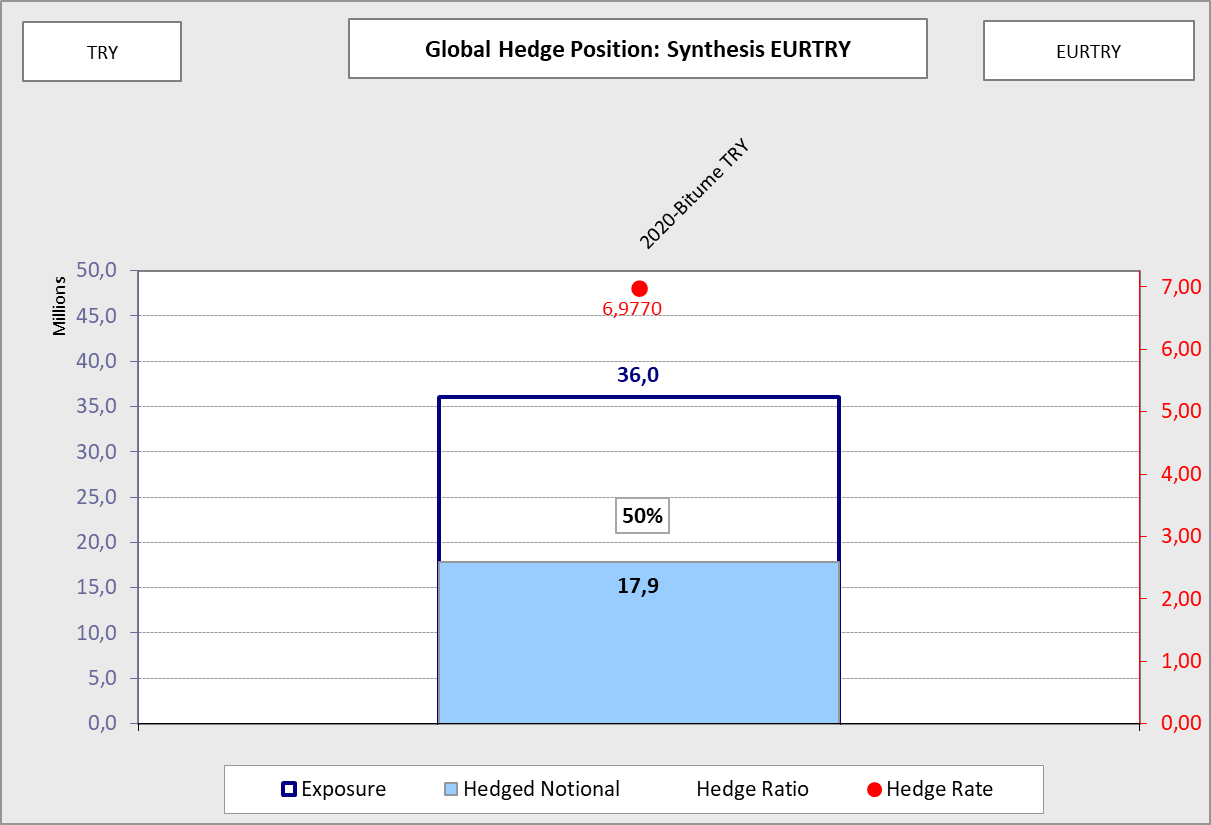 TRY
Global Hedge Position: Synthesis EURTRY
EURTRY
2020-Bitume TRY
Millions
50,0
45,0
40,0
35,0
30,0
25,0
20,0
15,0
10,0
5,0
0,0
6,9770
36,0
50%
17,9
7,00
6,00
5,00
4,00
3,00
2,00
1,00
0,00
Exposure
Hedged Notional
Hedge Ratio
Hedge Rate